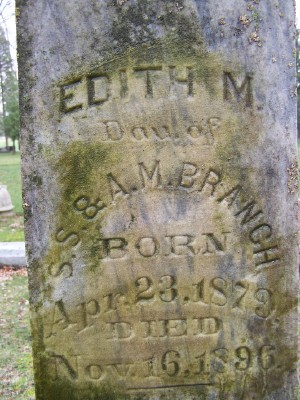 EDITH M.
Dau. of
S. S. & A. M. BRANCH
BORN
Apr. 23. 1879.
DIED
Nov. 16. 1896.